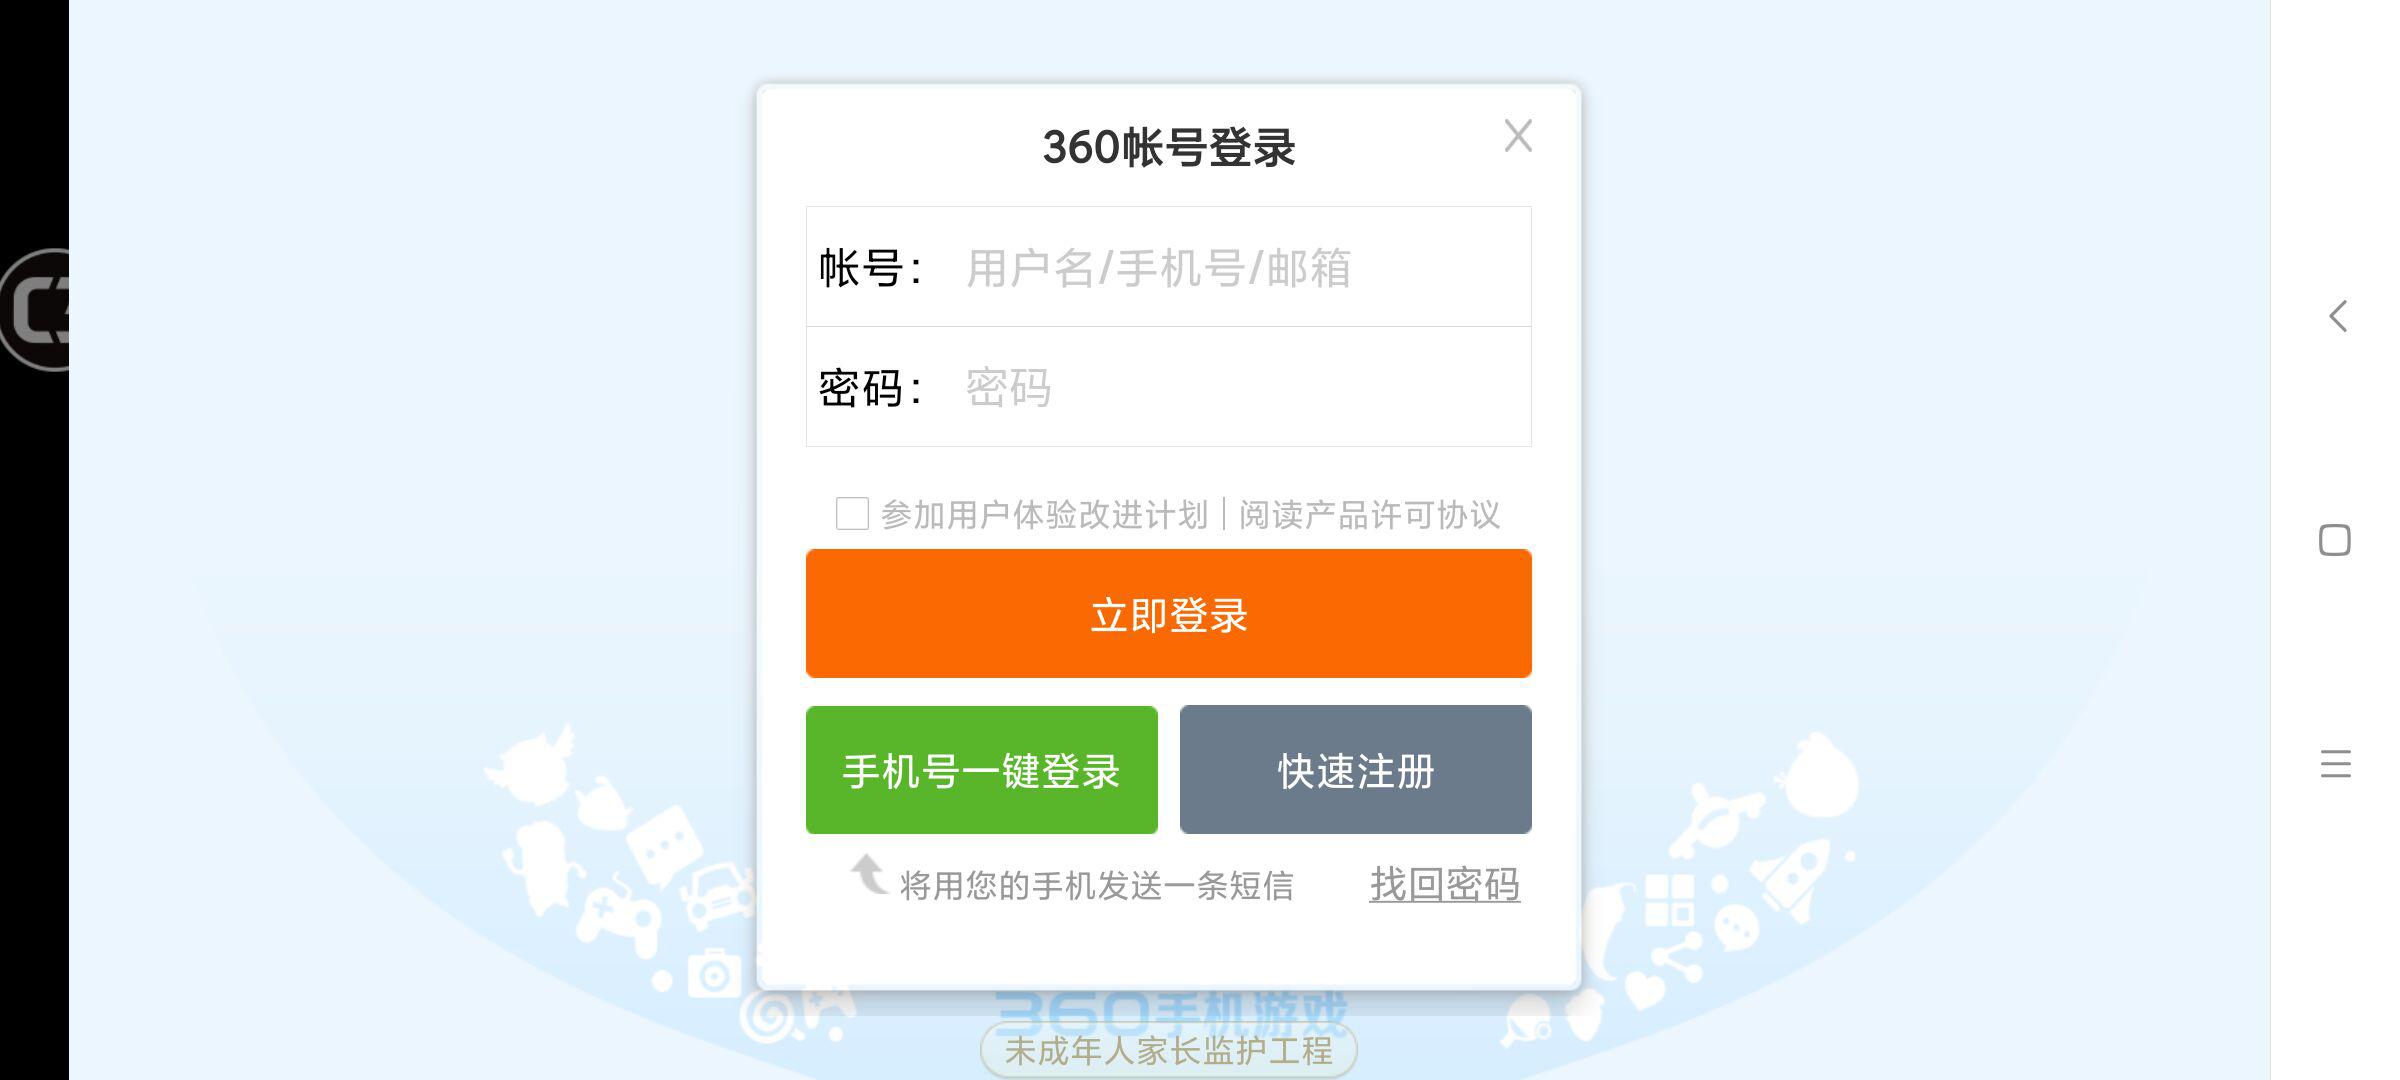 360帐号登录
帐号： 用户名/手机号/邮箱
密码： 密码
参加用户体验改进计划 | 阅读产品许可协议
立即登录
手机号一键登录 快速注册
将用您的手机发送一条短信 找回密码
360手机游戏
未成年人家长监护工程